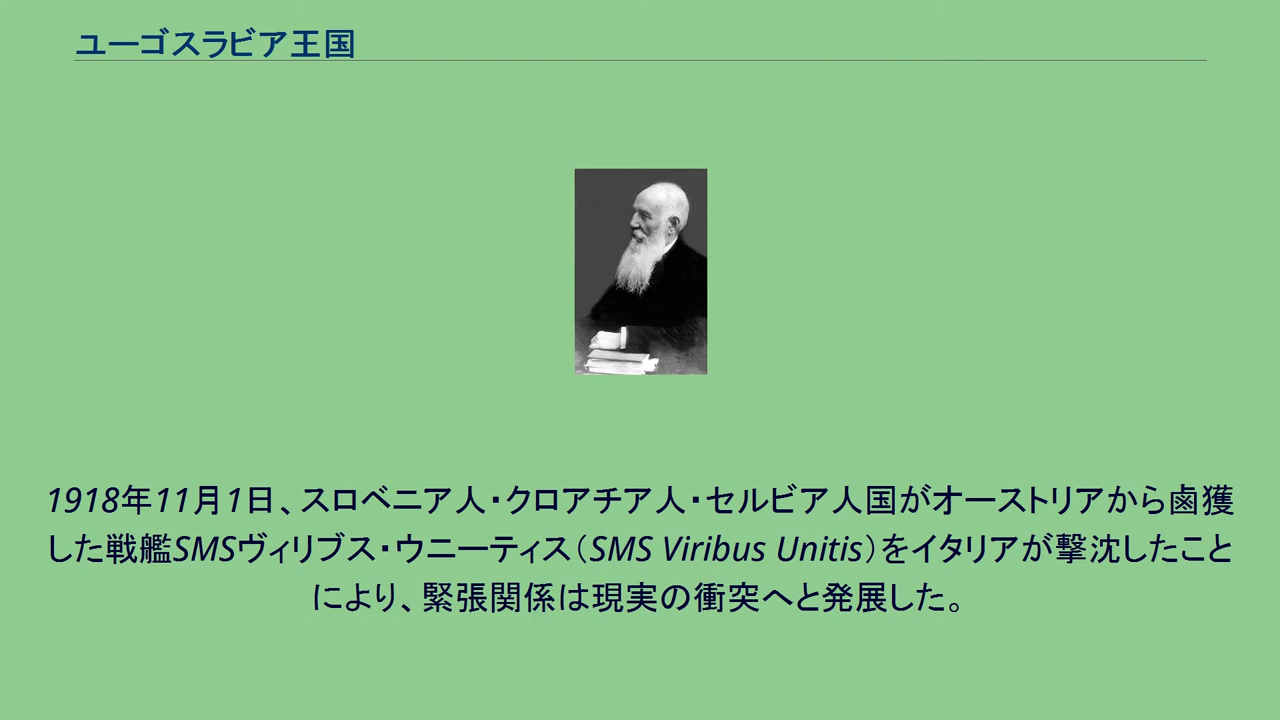 ユーゴスラビア王国
1918年11月1日、スロベニア人・クロアチア人・セルビア人国がオーストリアから鹵獲
した戦艦SMSヴィリブス・ウニーティス（SMS Viribus Unitis）をイタリアが撃沈したこと
により、緊張関係は現実の衝突へと発展した。